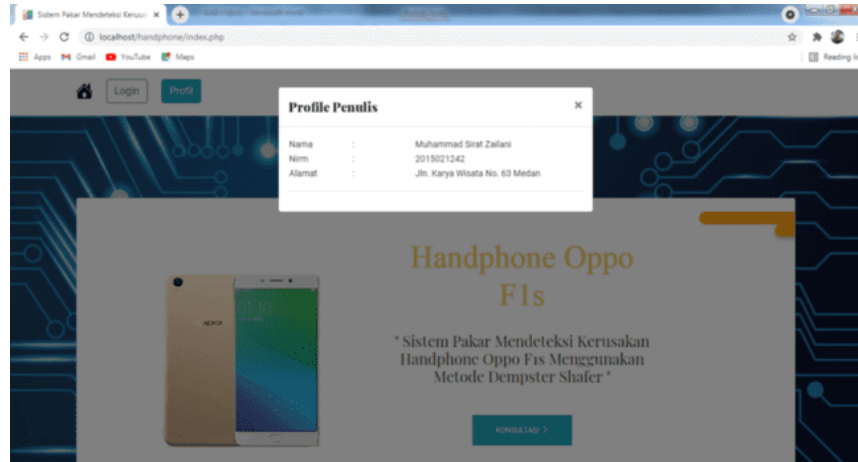 Sistem Pakar Mendeteksi Kerusa
localhost/handphone/index.php
Apps Gmail YouTube Maps
Reading li
Login Profil
Profile Penulis ×
Nama : Muhammad Sirat Zailani
Nirm : 2015021242
Alamat : Jln. Karya Wisata No. 63 Medan
Handphone Oppo
F1s
" Sistem Pakar Mendeteksi Kerusakan
Handphone Oppo F1s Menggunakan
Metode Dempster Shafer "
KONSULTASI >